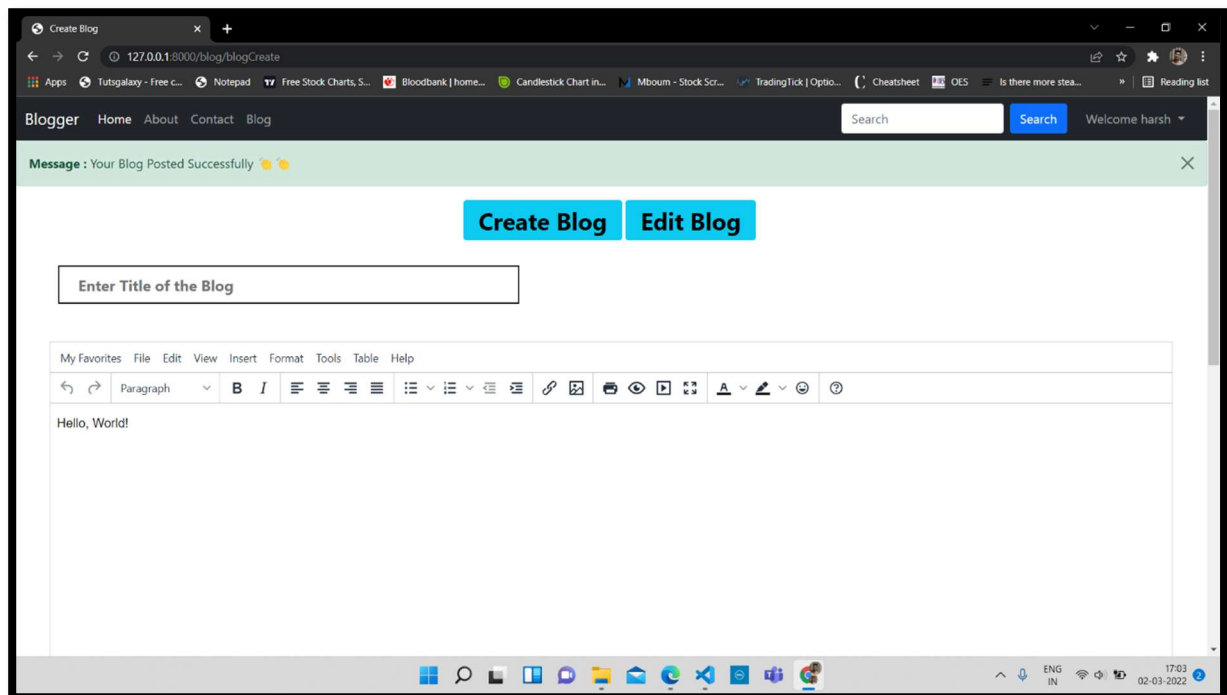 Create Blog
127.0.0.1:8000/blog/blogCreate
Apps Tutsgalaxy - Free c... Notepad Free Stock Charts, S... Bloodbank | home... Candlestick Chart in... Mboum - Stock Scr... TradingTick | Optio... Cheatsheet OES Is there more stea... » Reading list
Blogger Home About Contact Blog Search Search Welcome harsh
Message : Your Blog Posted Successfully 👏 👏
Create Blog Edit Blog
Enter Title of the Blog
My Favorites File Edit View Insert Format Tools Table Help
Paragraph B I A
Hello, World!
ENG 17:03
IN 02-03-2022 2